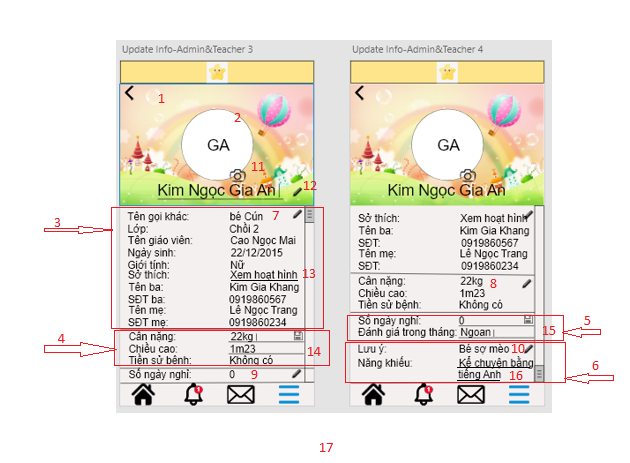 Update Info-Admin&Teacher 3
1
2
GA
11
Kim Ngọc Gia An
12
3
Tên gọi khác: bé Cún 7
Lớp: Chồi 2
Tên giáo viên: Cao Ngọc Mai
Ngày sinh: 22/12/2015
Giới tính: Nữ
Sở thích: Xem hoạt hình 13
Tên ba: Kim Gia Khang
SĐT ba: 0919860567
Tên mẹ: Lê Ngọc Trang
SĐT mẹ: 0919860234
4
Cân nặng: 22kg
Chiều cao: 1m23 14
Tiền sử bệnh: Không có
Số ngày nghỉ: 0 9
1
Update Info-Admin&Teacher 4
GA
Kim Ngọc Gia An
Sở thích: Xem hoạt hình
Tên ba: Kim Gia Khang
SĐT: 0919860567
Tên mẹ: Lê Ngọc Trang
SĐT: 0919860234
Cân nặng: 22kg 8
Chiều cao: 1m23
Tiền sử bệnh: Không có
5
Số ngày nghỉ: 0
Đánh giá trong tháng: Ngoan 15
Lưu ý: Bé sợ mèo 10
6
Năng khiếu: Kể chuyện bằng
tiếng Anh 16
1
17